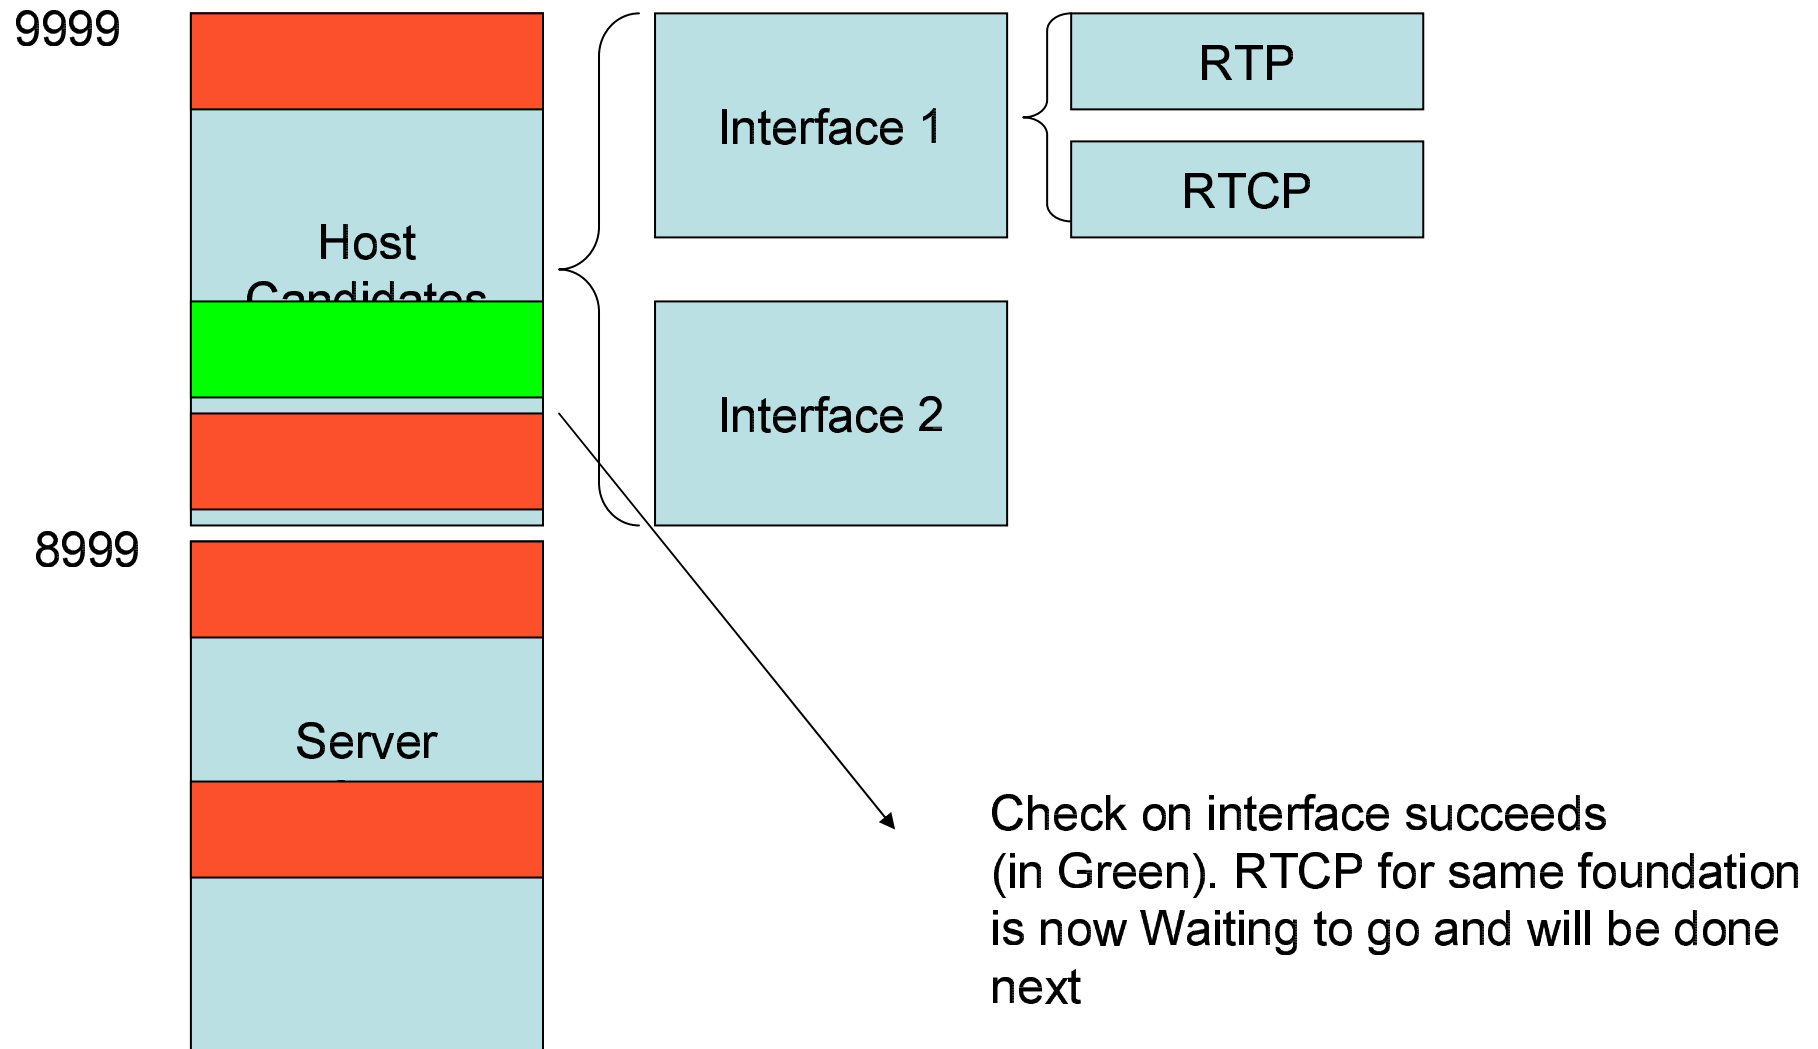 9999
RTP
Interface 1
RTCP
Host
Candidates
Interface 2
8999
Server
Check on interface succeeds
(in Green). RTCP for same foundation
is now Waiting to go and will be done
next